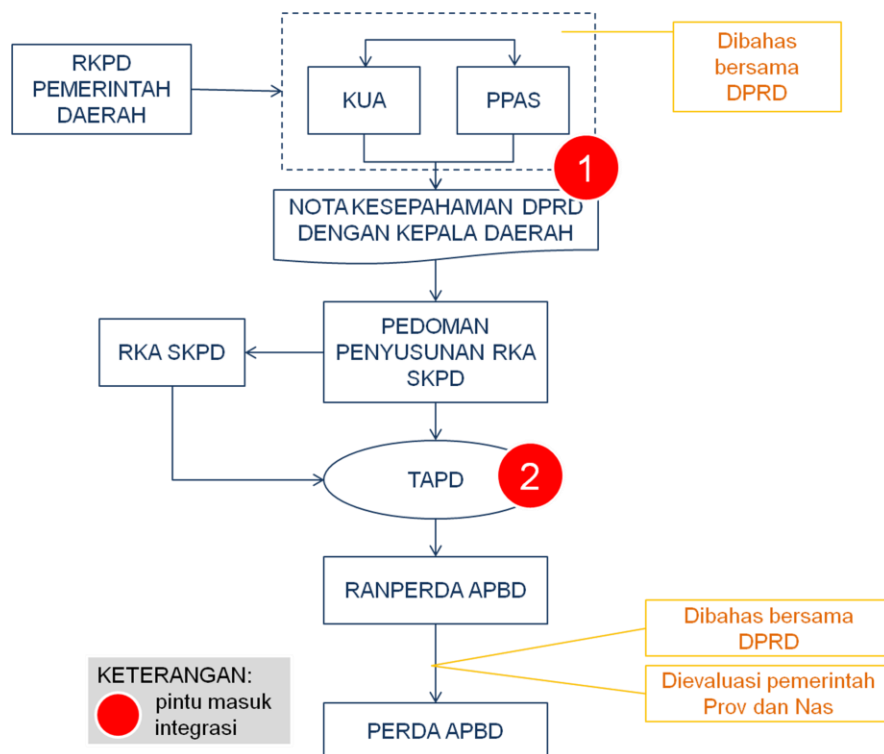 RKPD
PEMERINTAH
DAERAH
KUA
PPAS
Dibahas
bersama
DPRD
1
NOTA KESEPAHAMAN DPRD
DENGAN KEPALA DAERAH
RKA SKPD
PEDOMAN
PENYUSUNAN RKA
SKPD
TAPD
2
RANPERDA APBD
Dibahas bersama
DPRD
Dievaluasi pemerintah
Prov dan Nas
KETERANGAN:
pintu masuk
integrasi
PERDA APBD